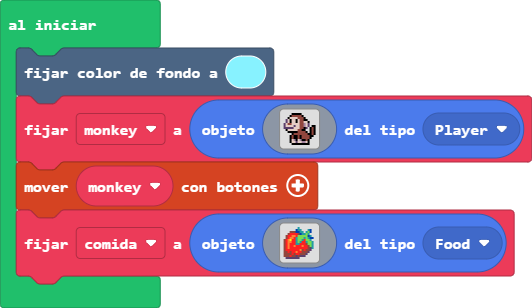 al iniciar
fijar color de fondo a
fijar monkey a objeto del tipo Player
mover monkey con botones
fijar comida a objeto del tipo Food